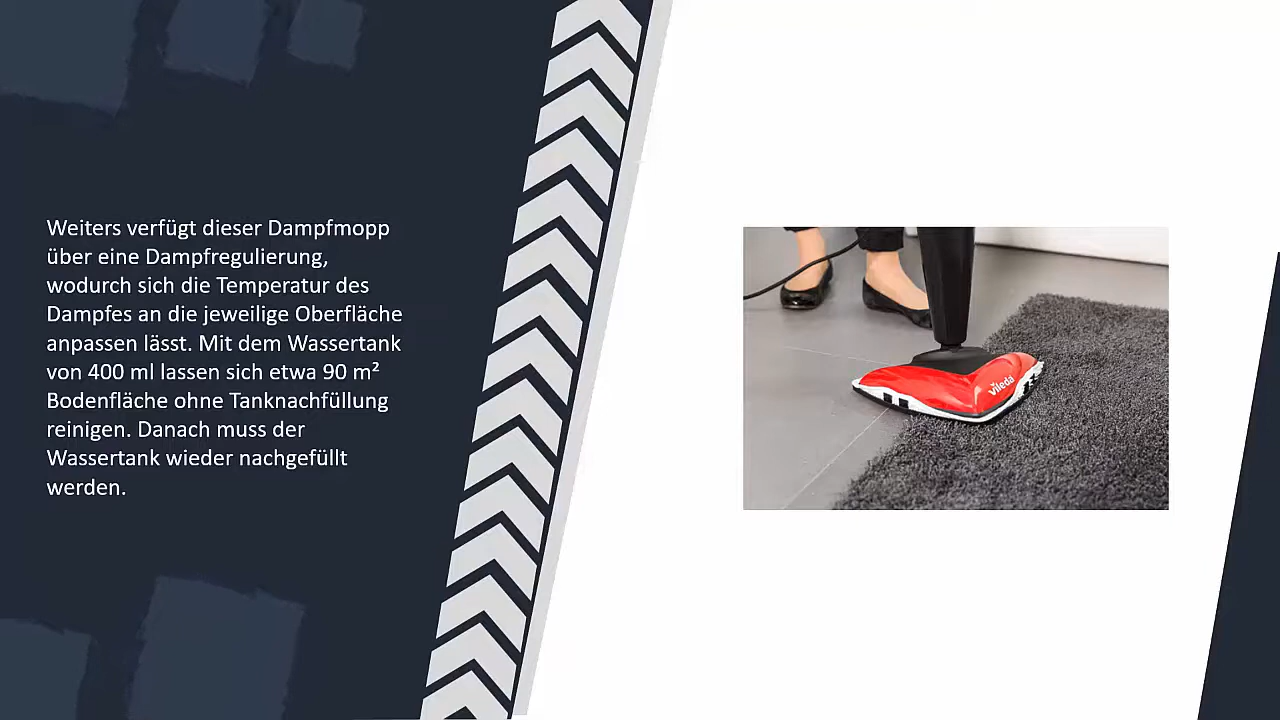 Weiters verfügt dieser Dampfmopp
über eine Dampfregulierung,
wodurch sich die Temperatur des
Dampfes an die jeweilige Oberfläche
anpassen lässt. Mit dem Wassertank
von 400 ml lassen sich etwa 90 m²
Bodenfläche ohne Tanknachfüllung
reinigen. Danach muss der
Wassertank wieder nachgefüllt
werden.
vileda